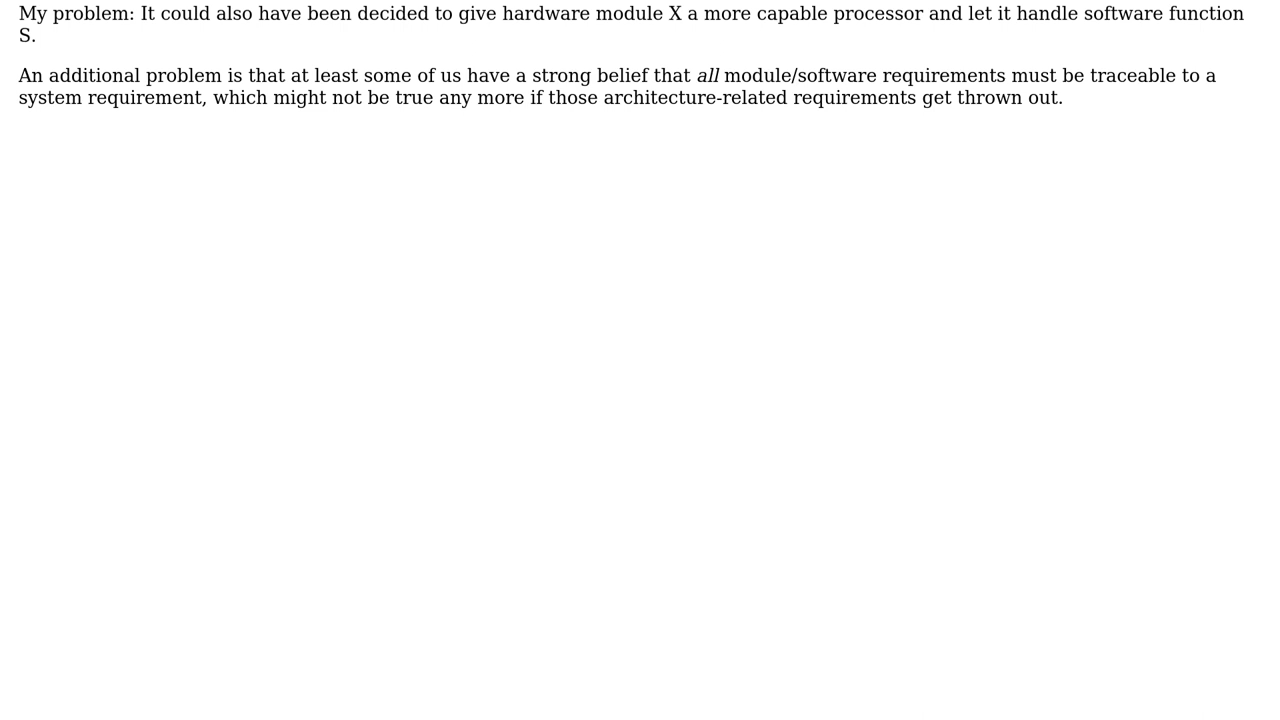 My problem: It could also have been decided to give hardware module X a more capable processor and let it handle software function
S.
An additional problem is that at least some of us have a strong belief that all module/software requirements must be traceable to a
system requirement, which might not be true any more if those architecture-related requirements get thrown out.